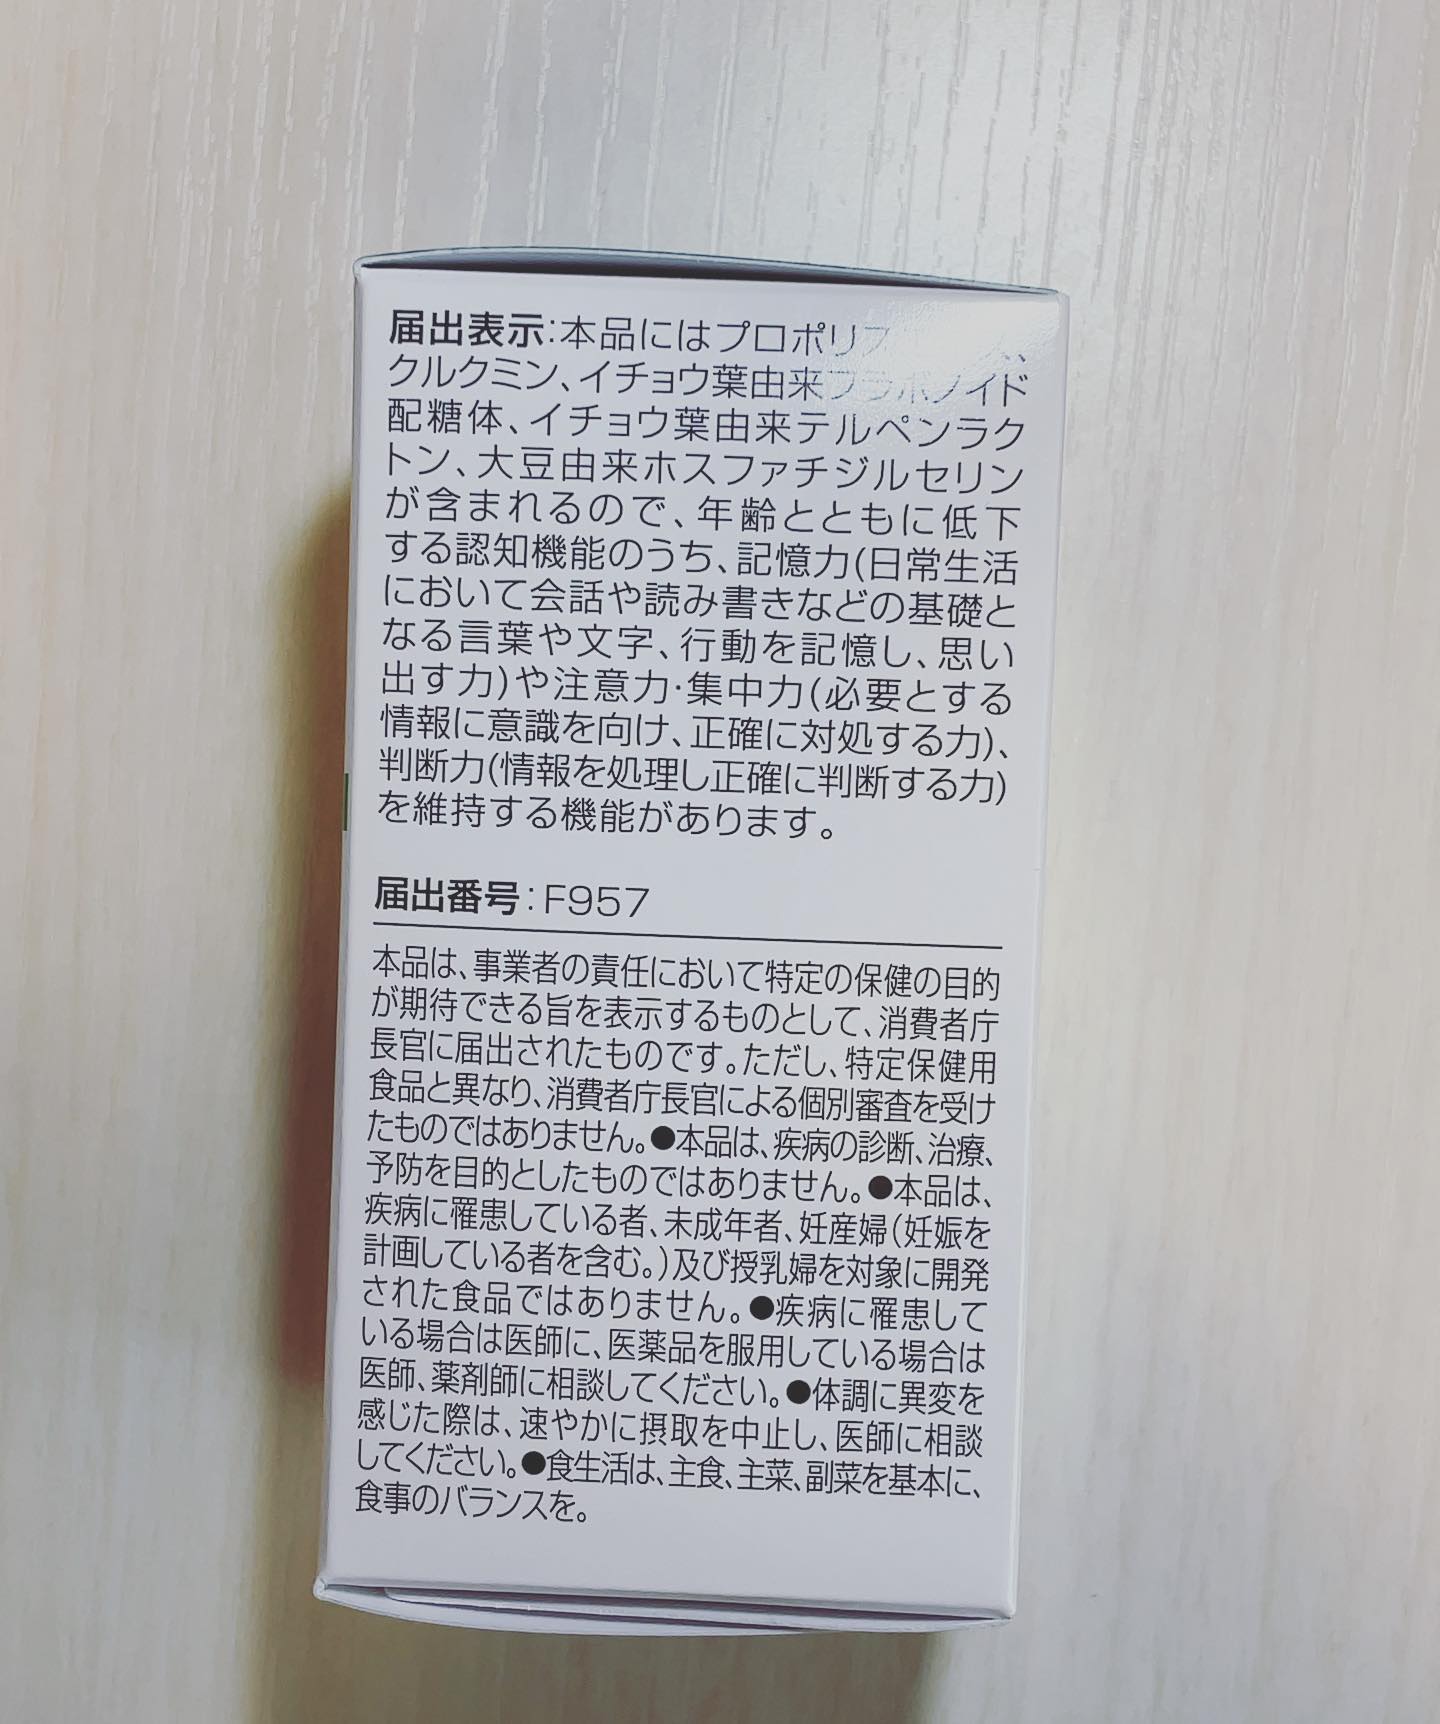 届出表示:本品にはプロポリ
クルクミン、イチョウ葉由来フラボノイド
配糖体、イチョウ葉由来テルペンラク
トン、大豆由来ホスファチジルセリン
が含まれるので、年齢とともに低下
する認知機能のうち、記憶力(日常生活
において会話や読み書きなどの基礎と
なる言葉や文字、行動を記憶し、思い
出す力)や注意力・集中力(必要とする
情報に意識を向け、正確に対処する力)、
判断力(情報を処理し正確に判断する力)
を維持する機能があります。
届出番号:F957
本品は、事業者の責任において特定の保健の目的
が期待できる旨を表示するものとして、消費者庁
長官に届出されたものです。ただし、特定保健用
食品と異なり、消費者庁長官による個別審査を受け
たものではありません。●本品は、疾病の診断、治療、
予防を目的としたものではありません。●本品は、
疾病に罹患している者、未成年者、妊産婦(妊娠を
計画している者を含む。)及び授乳婦を対象に開発
された食品ではありません。●疾病に罹患して
いる場合は医師に、医薬品を服用している場合は
医師、薬剤師に相談してください。●体調に異変を
感じた際は、速やかに摂取を中止し、医師に相談
してください。●食生活は、主食、主菜、副菜を基本に、
食事のバランスを。